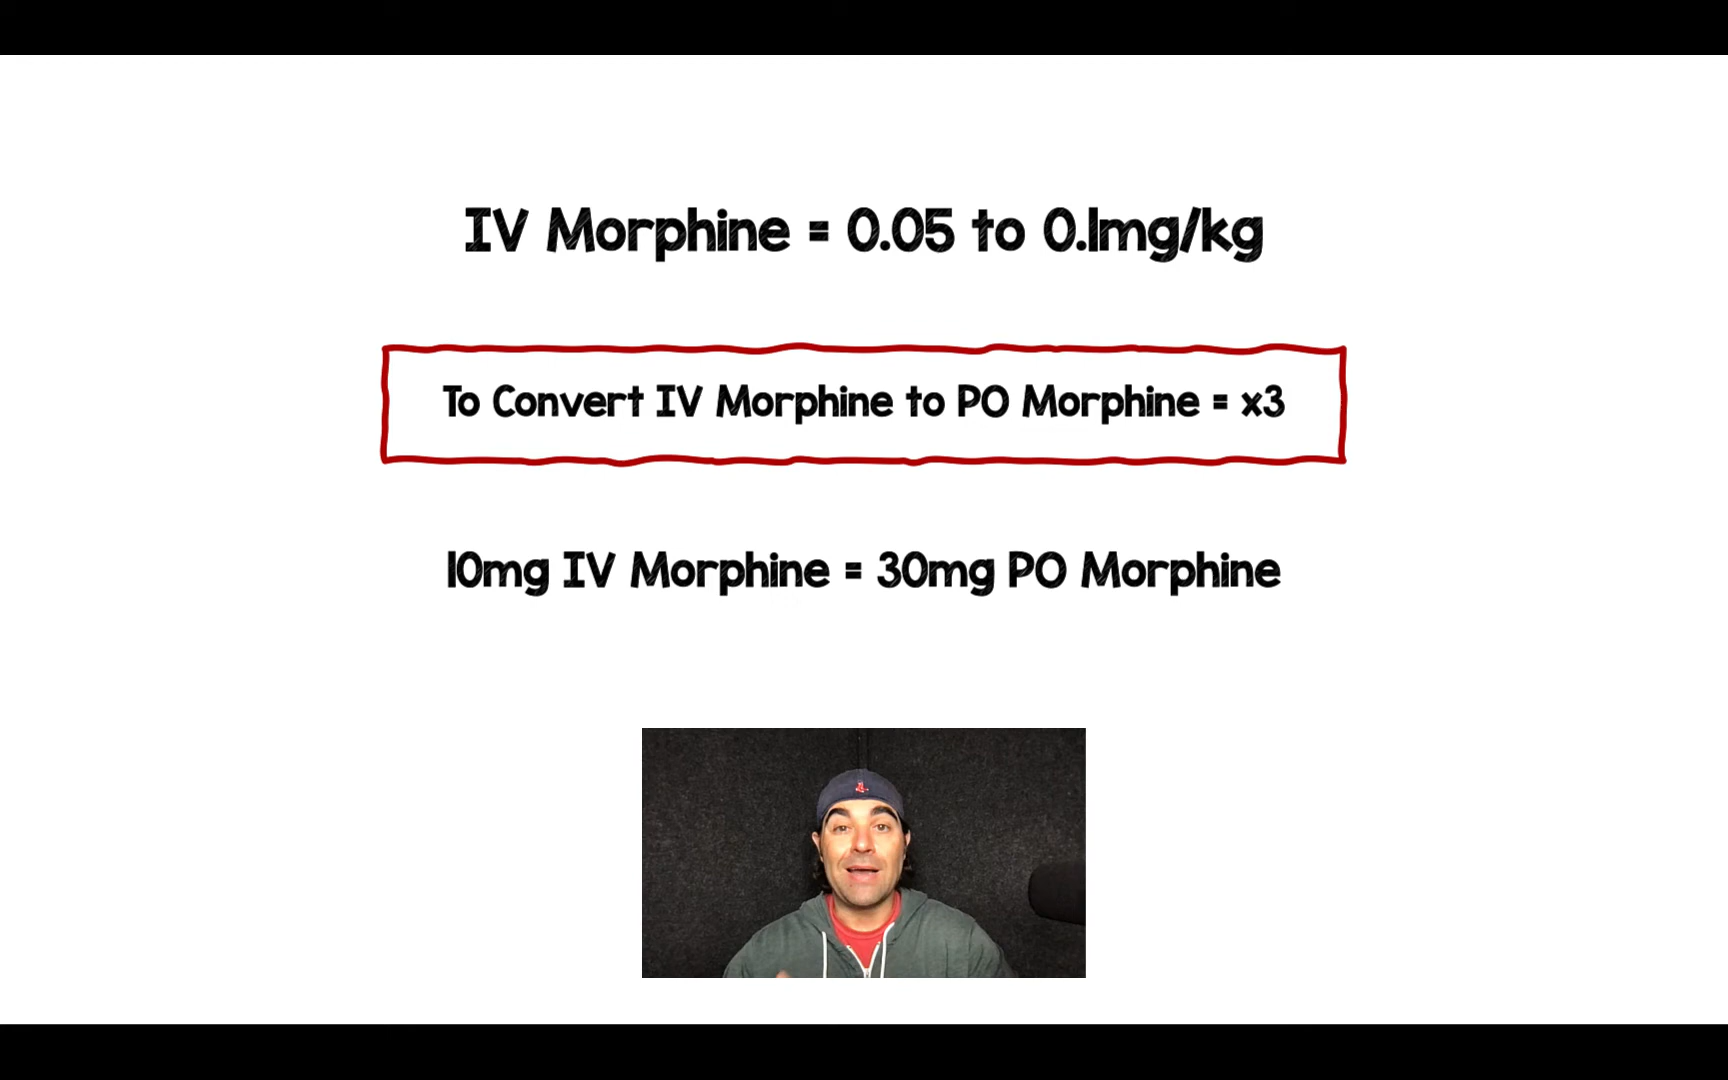 IV Morphine = 0.05 to 0.1mg/kg
To Convert IV Morphine to PO Morphine = x3
10mg IV Morphine = 30mg PO Morphine